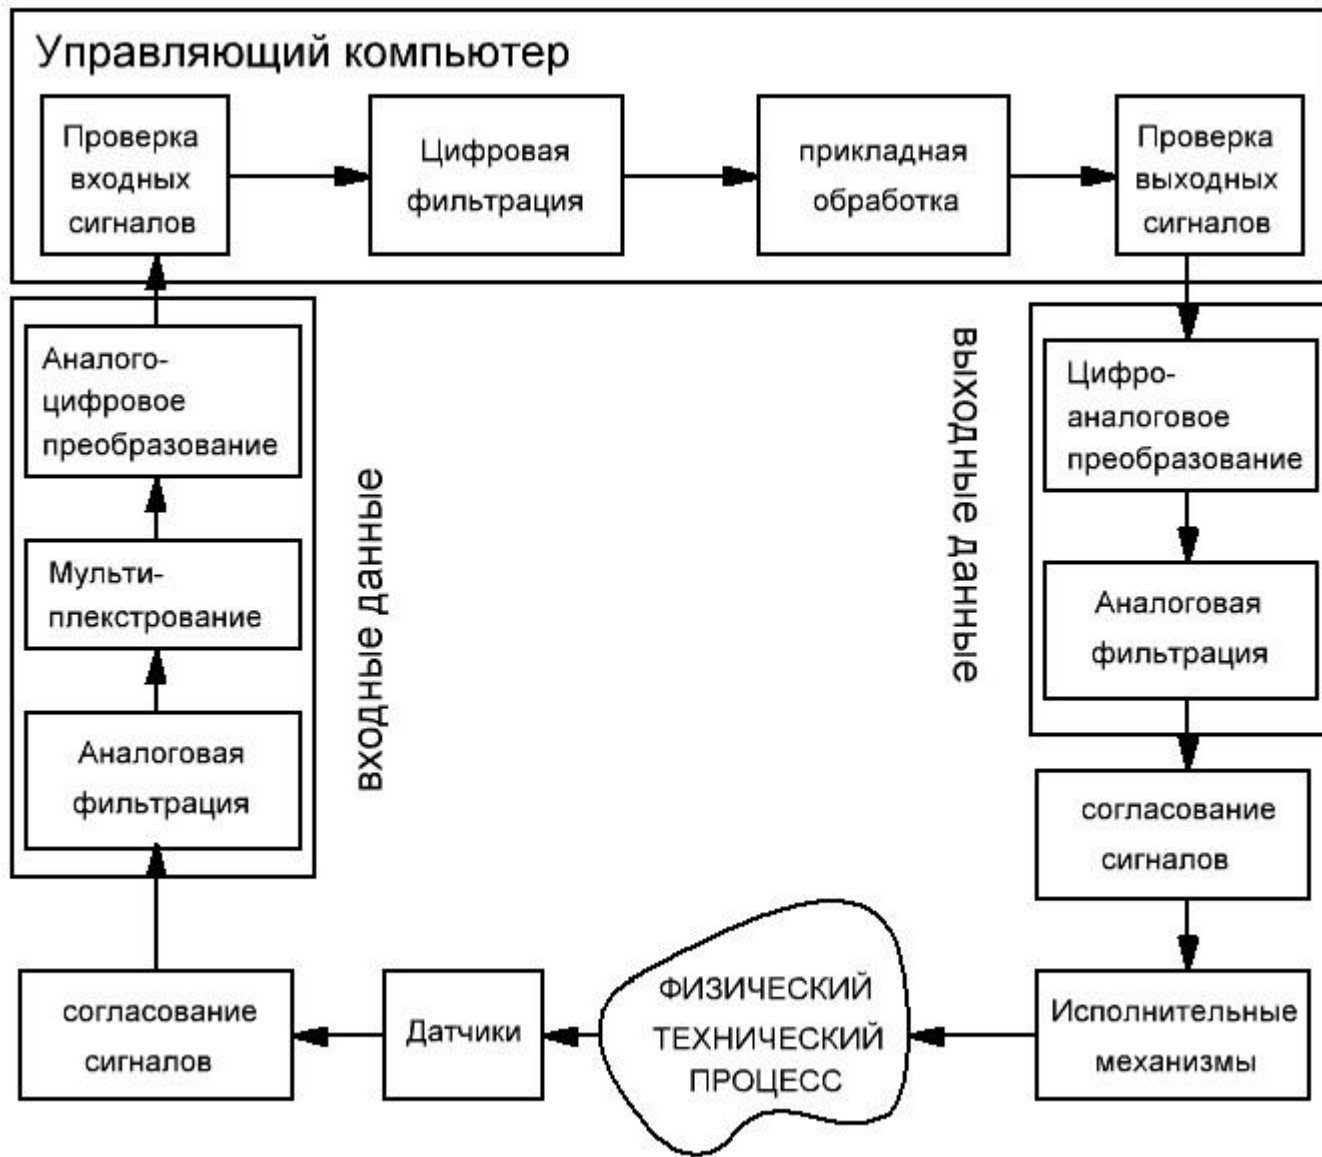 Управляющий компьютер
Проверка
входных
сигналов
Цифровая
фильтрация
прикладная
обработка
Проверка
выходных
сигналов
Аналого-
цифровое
преобразование
Мульти-
плекстрование
Аналоговая
фильтрация
входные данные
выходные данные
Цифро-
аналоговое
преобразование
Аналоговая
фильтрация
согласование
сигналов
Исполнительные
механизмы
ФИЗИЧЕСКИЙ
ТЕХНИЧЕСКИЙ
ПРОЦЕСС
Датчики
согласование
сигналов